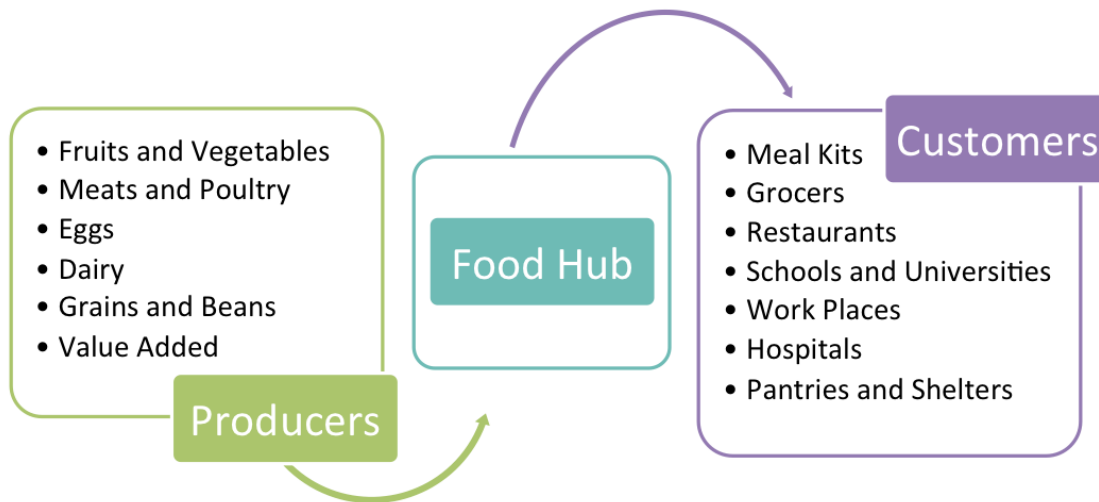 • Fruits and Vegetables
• Meats and Poultry
• Eggs
• Dairy
• Grains and Beans
• Value Added
Producers
Food Hub
Customers
• Meal Kits
• Grocers
• Restaurants
• Schools and Universities
• Work Places
• Hospitals
• Pantries and Shelters